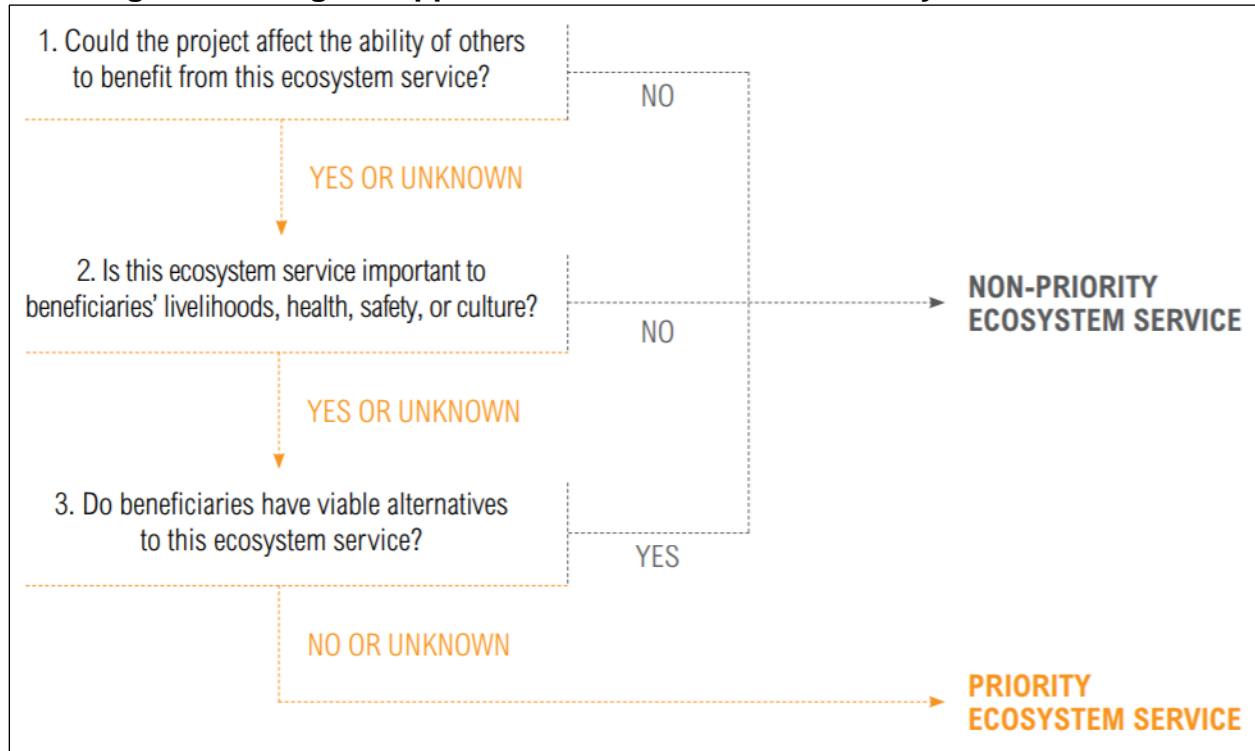 1. Could the project affect the ability of others
to benefit from this ecosystem service?
NO
YES OR UNKNOWN
2. Is this ecosystem service important to
beneficiaries’ livelihoods, health, safety, or culture?
NO
NON-PRIORITY
ECOSYSTEM SERVICE
YES OR UNKNOWN
3. Do beneficiaries have viable alternatives
to this ecosystem service?
YES
NO OR UNKNOWN
PRIORITY
ECOSYSTEM SERVICE